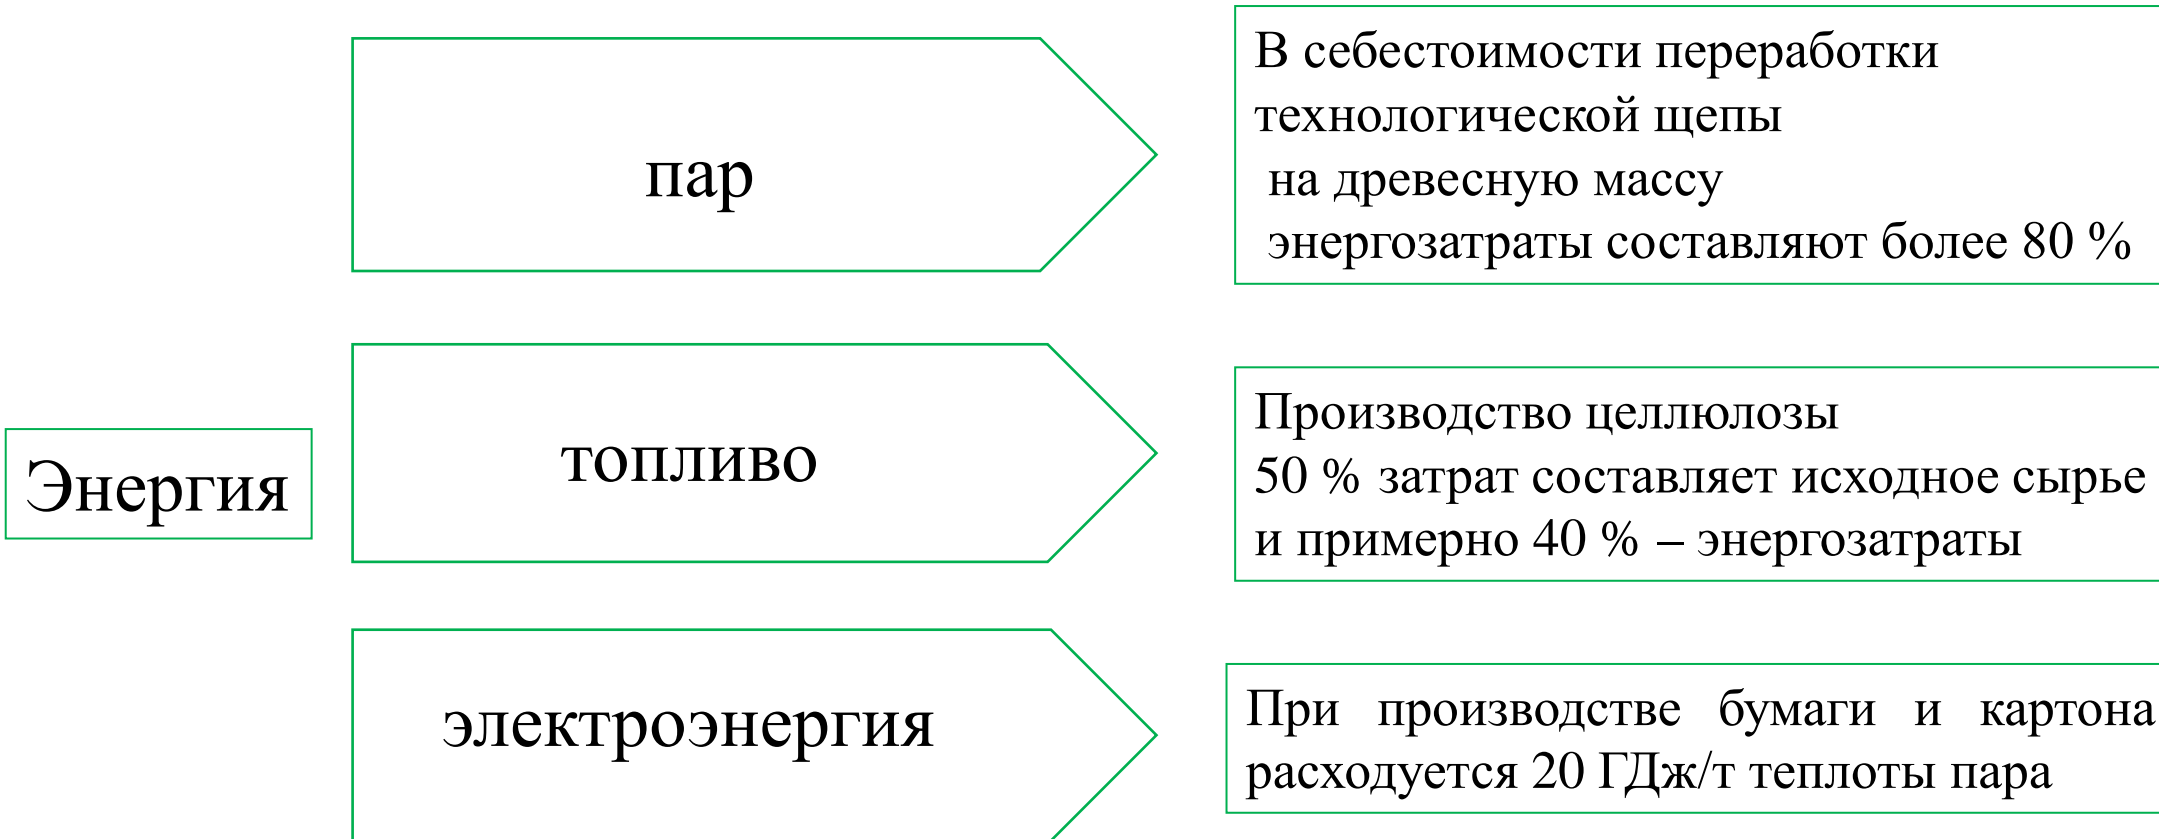 Энергия
пар
В себестоимости переработки
технологической щепы
на древесную массу
энергозатраты составляют более 80 %
топливо
Производство целлюлозы
50 % затрат составляет исходное сырье
и примерно 40 % – энергозатраты
электроэнергия
При производстве бумаги и картона
расходуется 20 ГДж/т теплоты пара